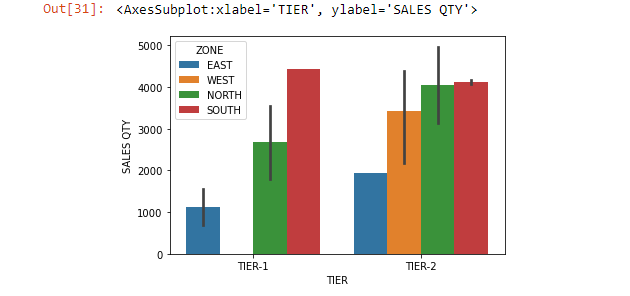 Out[31]: <AxesSubplot:xlabel='TIER', ylabel='SALES QTY'>
ZONE
EAST
WEST
NORTH
SOUTH
5000
4000
3000
2000
1000
0
SALES QTY
TIER-1 TIER-2
TIER